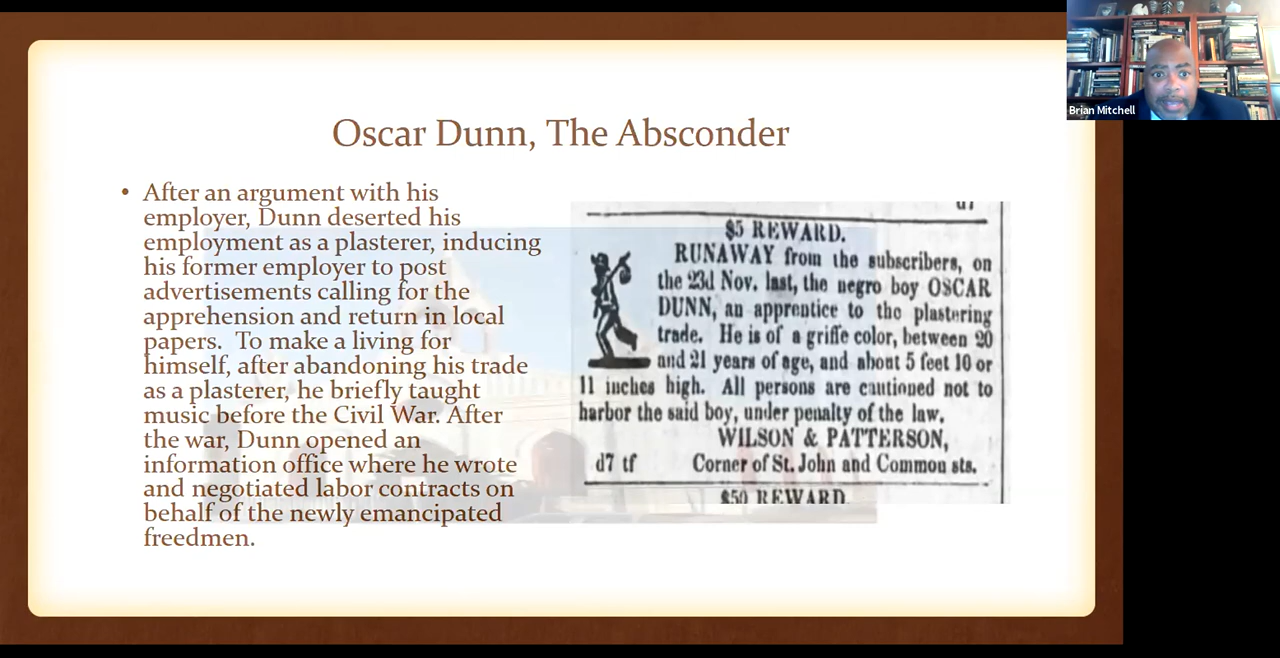 Brian Mitchell
Oscar Dunn, The Absconder
• After an argument with his
employer, Dunn deserted his
employment as a plasterer, inducing
his former employer to post
advertisements calling for the
apprehension and return in local
papers. To make a living for
himself, after abandoning his trade
as a plasterer, he briefly taught
music before the Civil War. After
the war, Dunn opened an
information office where he wrote
and negotiated labor contracts on
behalf of the newly emancipated
freedmen.
$5 REWARD.
RUNAWAY from the subscribers, on
the 23d Nov. last, the negro boy OSCAR
DUNN, an apprentice to the plastering
trade. He is of a griffe color, between 20
and 21 years of age, and about 5 feet 10 or
11 inches high. All persons are cautioned not to
harbor the said boy, under penalty of the law.
WILSON & PATTERSON,
d7 tf Corner of St. John and Common sts.
$50 REWARD.